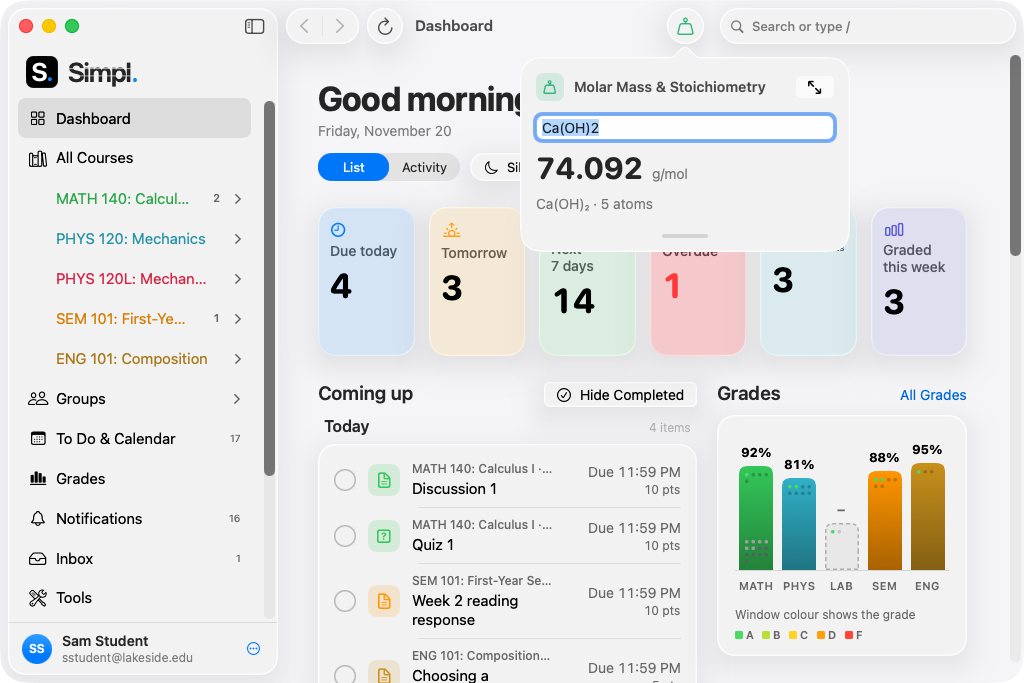 Dashboard
Search or type /
S.
Simpl.
Dashboard
All Courses
MATH 140: Calcul... 2
PHYS 120: Mechanics
PHYS 120L: Mechan...
SEM 101: First-Ye... 1
ENG 101: Composition
Groups
To Do & Calendar 17
Grades
Notifications 16
Inbox 1
Tools
SS
Sam Student
sstudent@lakeside.edu
Good morning
Friday, November 20
List Activity
Molar Mass & Stoichiometry
Ca(OH)2
74.092 g/mol
Ca(OH)₂ · 5 atoms
Due today
4
Tomorrow
3
Next
7 days
14
Overdue
1
3
Graded
this week
3
Coming up
Hide Completed
Today
4 items
MATH 140: Calculus I ·...
Discussion 1
Due 11:59 PM
10 pts
MATH 140: Calculus I ·...
Quiz 1
Due 11:59 PM
10 pts
SEM 101: First-Year Se...
Week 2 reading
response
Due 11:59 PM
10 pts
ENG 101: Composition...
Choosing a
Due 11:59 PM
Grades
All Grades
92% 81% – 88% 95%
MATH PHYS LAB SEM ENG
Window colour shows the grade
A B C D F